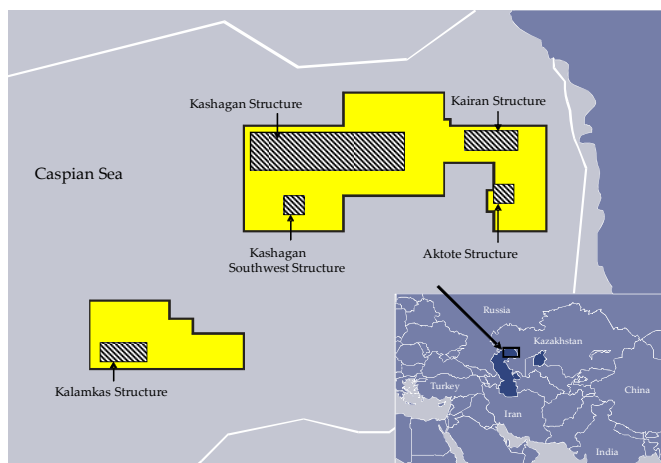 Kashagan Structure
Kairan Structure
Caspian Sea
Kashagan
Southwest Structure
Aktote Structure
Kalamkas Structure
Russia
Kazakhstan
Turkey
China
Iran
India